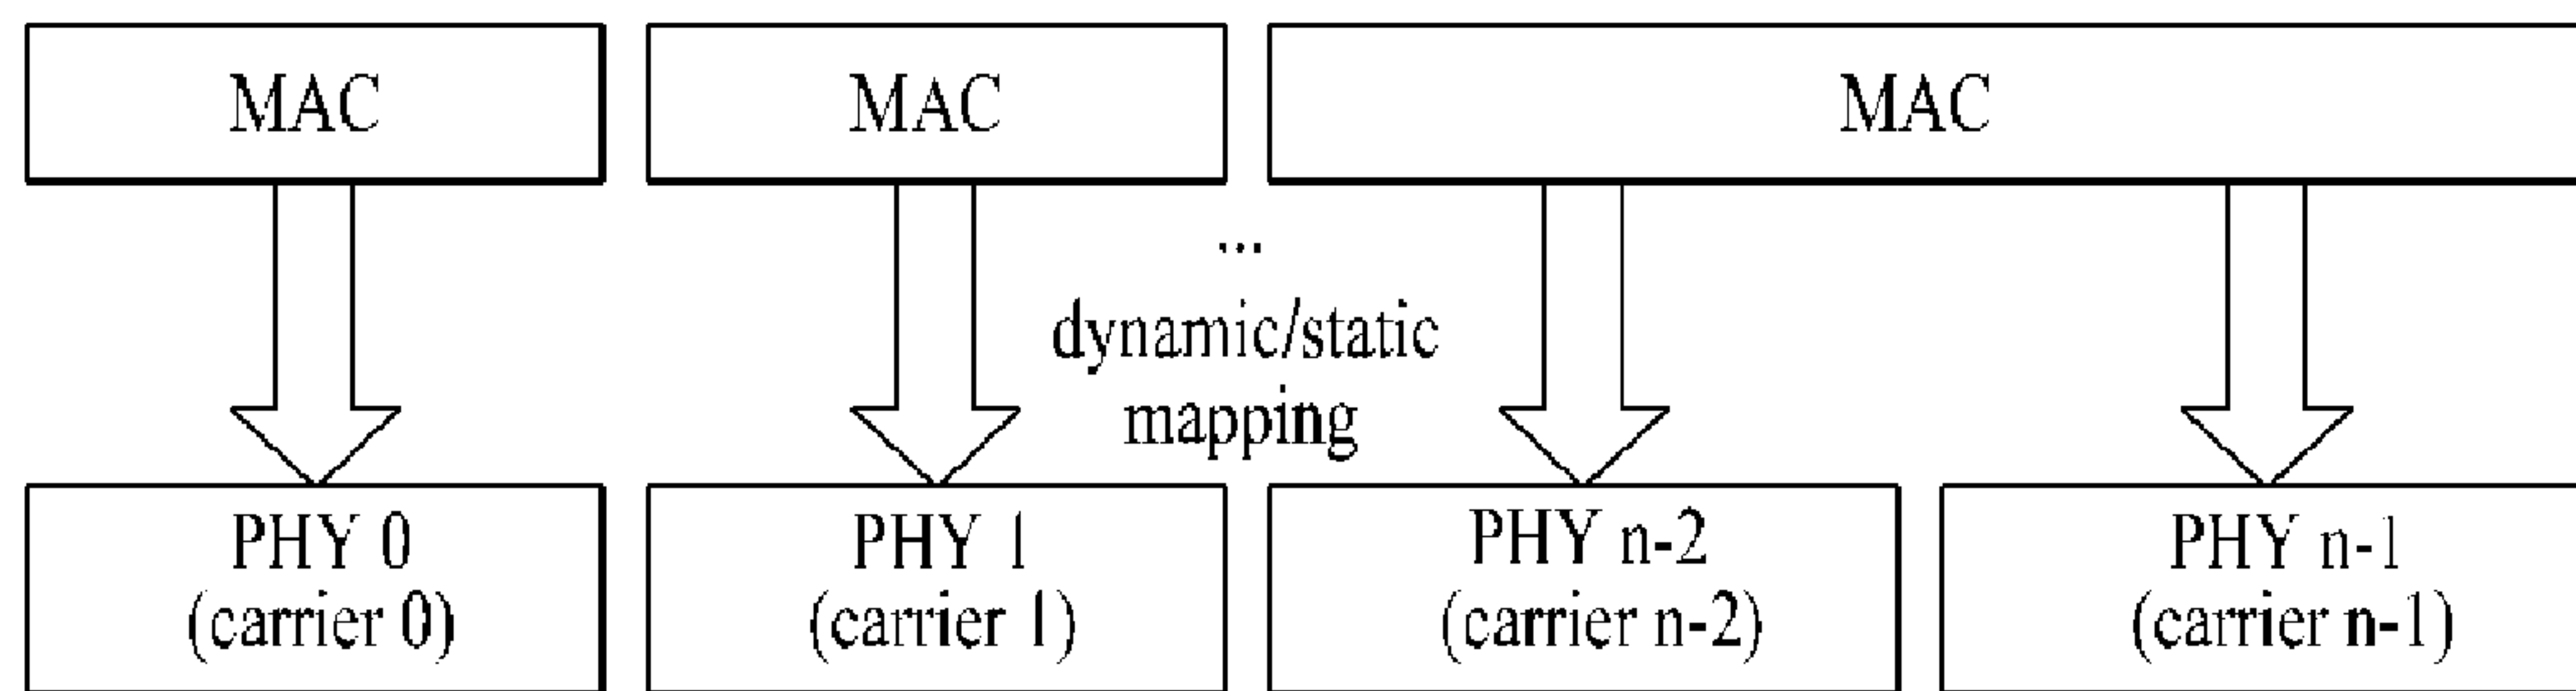 MAC
MAC
MAC
...
dynamic/static
mapping
PHY 0
(carrier 0)
PHY 1
(carrier 1)
PHY n-2
(carrier n-2)
PHY n-1
(carrier n-1)